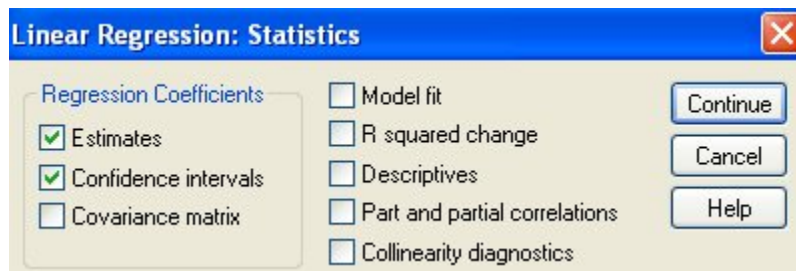 Linear Regression: Statistics
Regression Coefficients
Estimates
Confidence intervals
Covariance matrix
Model fit
R squared change
Descriptives
Part and partial correlations
Collinearity diagnostics
Continue
Cancel
Help